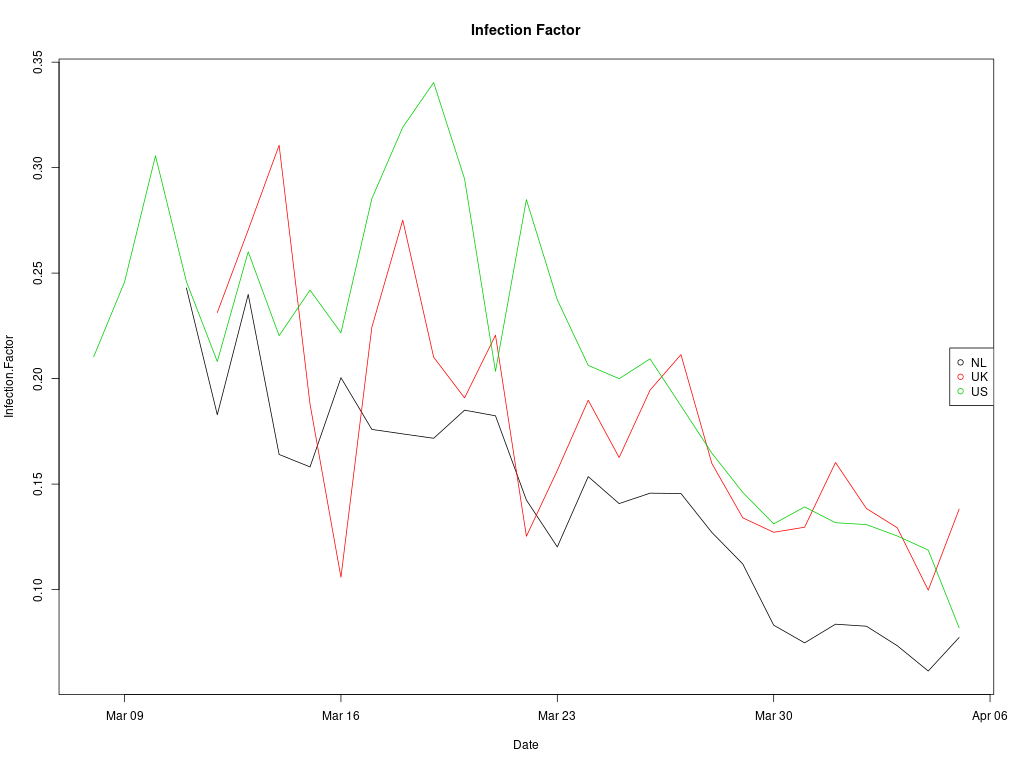 Infection Factor
Infection.Factor
0.35
0.30
0.25
0.20
0.15
0.10
NL
UK
US
Mar 09
Mar 16
Mar 23
Mar 30
Apr 06
Date